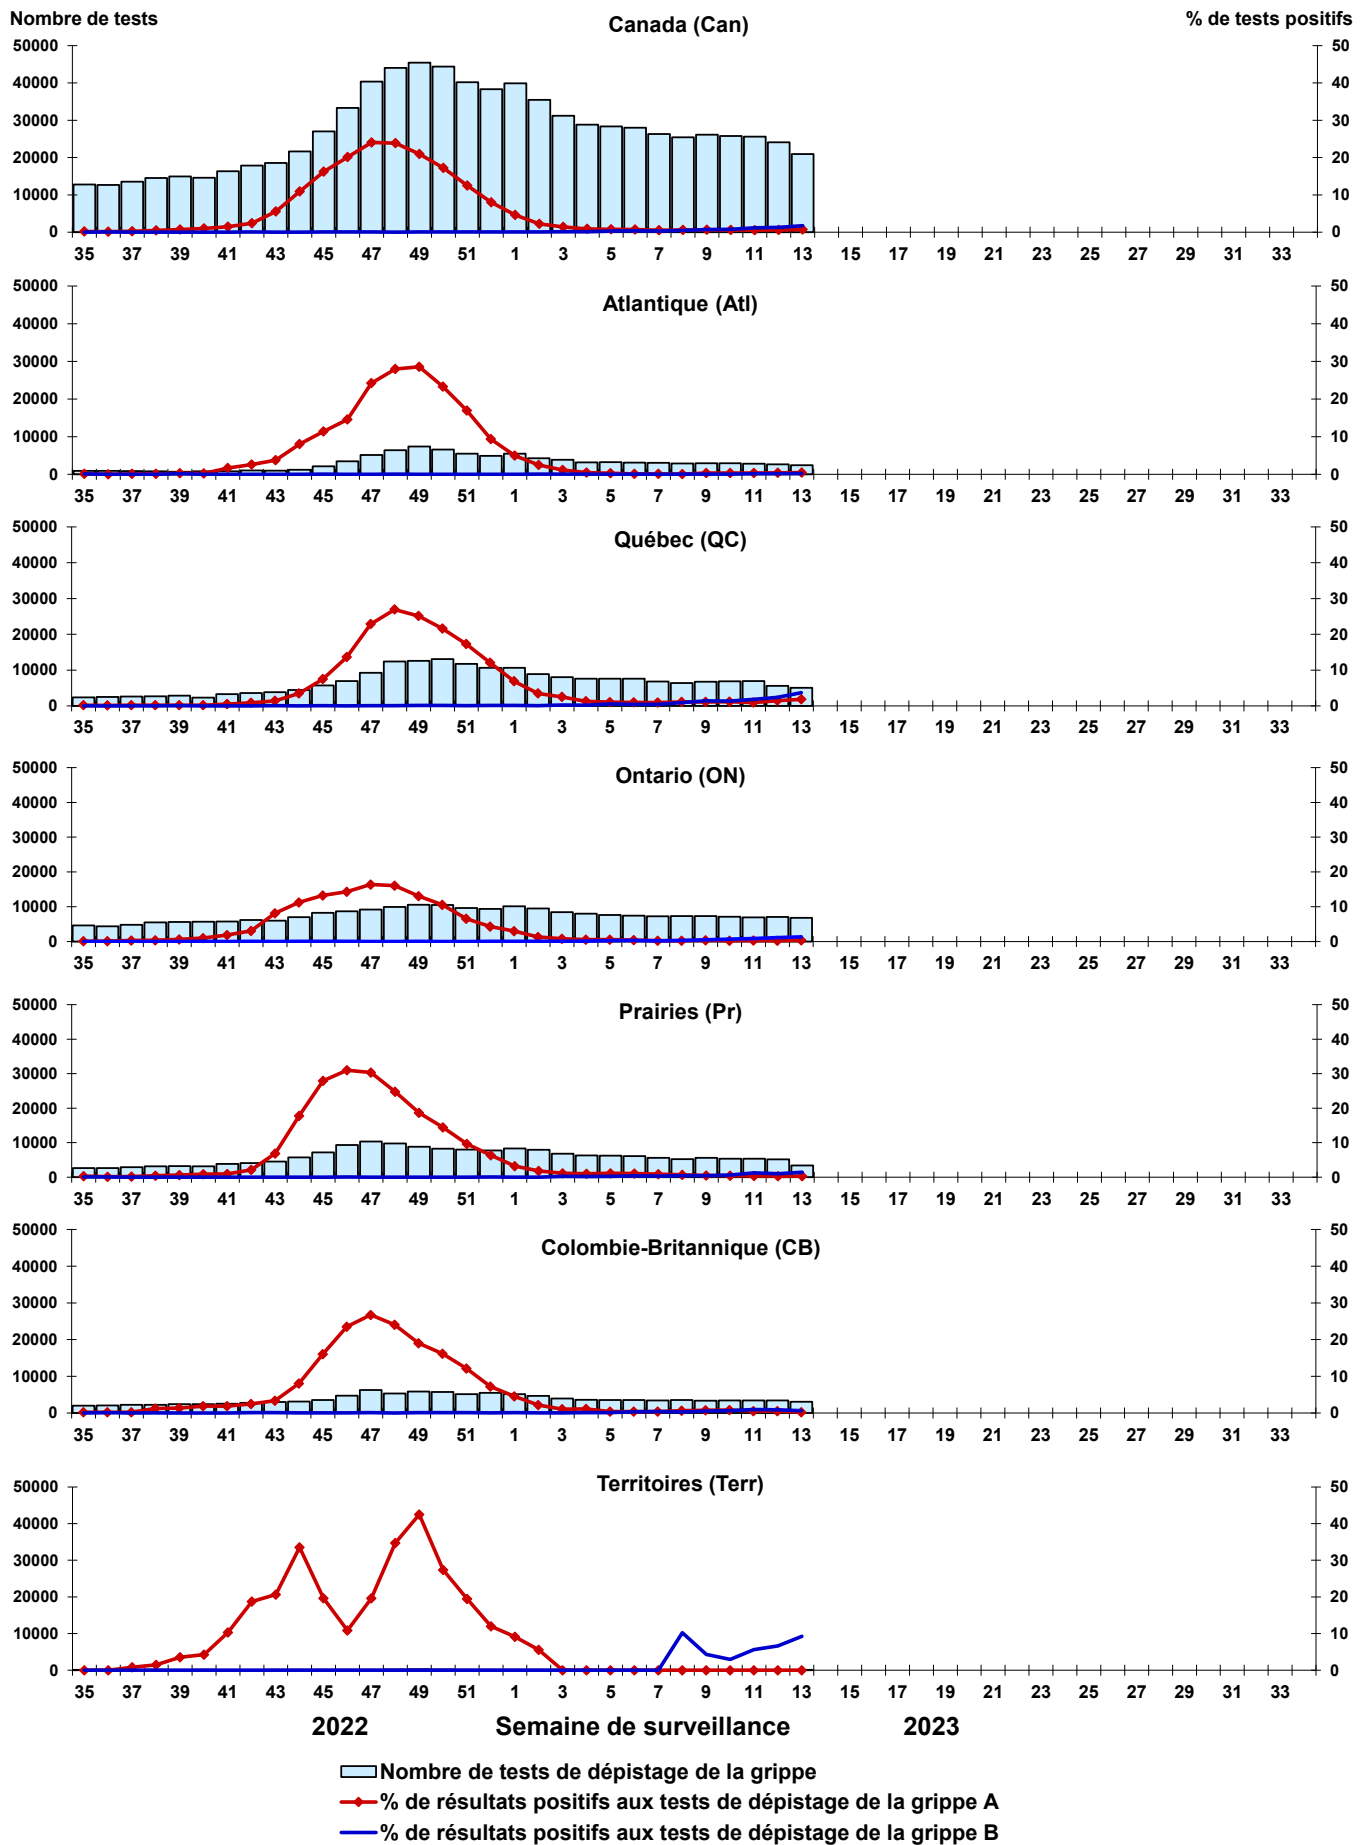 Nombre de tests % de tests positifs
Canada (Can)
50000 50
40000 40
30000 30
20000 20
10000 10
0 0
35 37 39 41 43 45 47 49 51 1 3 5 7 9 11 13 15 17 19 21 23 25 27 29 31 33
Atlantique (Atl)
50000 50
40000 40
30000 30
20000 20
10000 10
0 0
35 37 39 41 43 45 47 49 51 1 3 5 7 9 11 13 15 17 19 21 23 25 27 29 31 33
Québec (QC)
50000 50
40000 40
30000 30
20000 20
10000 10
0 0
35 37 39 41 43 45 47 49 51 1 3 5 7 9 11 13 15 17 19 21 23 25 27 29 31 33
Ontario (ON)
50000 50
40000 40
30000 30
20000 20
10000 10
0 0
35 37 39 41 43 45 47 49 51 1 3 5 7 9 11 13 15 17 19 21 23 25 27 29 31 33
Prairies (Pr)
50000 50
40000 40
30000 30
20000 20
10000 10
0 0
35 37 39 41 43 45 47 49 51 1 3 5 7 9 11 13 15 17 19 21 23 25 27 29 31 33
Colombie-Britannique (CB)
50000 50
40000 40
30000 30
20000 20
10000 10
0 0
35 37 39 41 43 45 47 49 51 1 3 5 7 9 11 13 15 17 19 21 23 25 27 29 31 33
Territoires (Terr)
50000 50
40000 40
30000 30
20000 20
10000 10
0 0
35 37 39 41 43 45 47 49 51 1 3 5 7 9 11 13 15 17 19 21 23 25 27 29 31 33
2022 Semaine de surveillance 2023
Nombre de tests de dépistage de la grippe
% de résultats positifs aux tests de dépistage de la grippe A
% de résultats positifs aux tests de dépistage de la grippe B